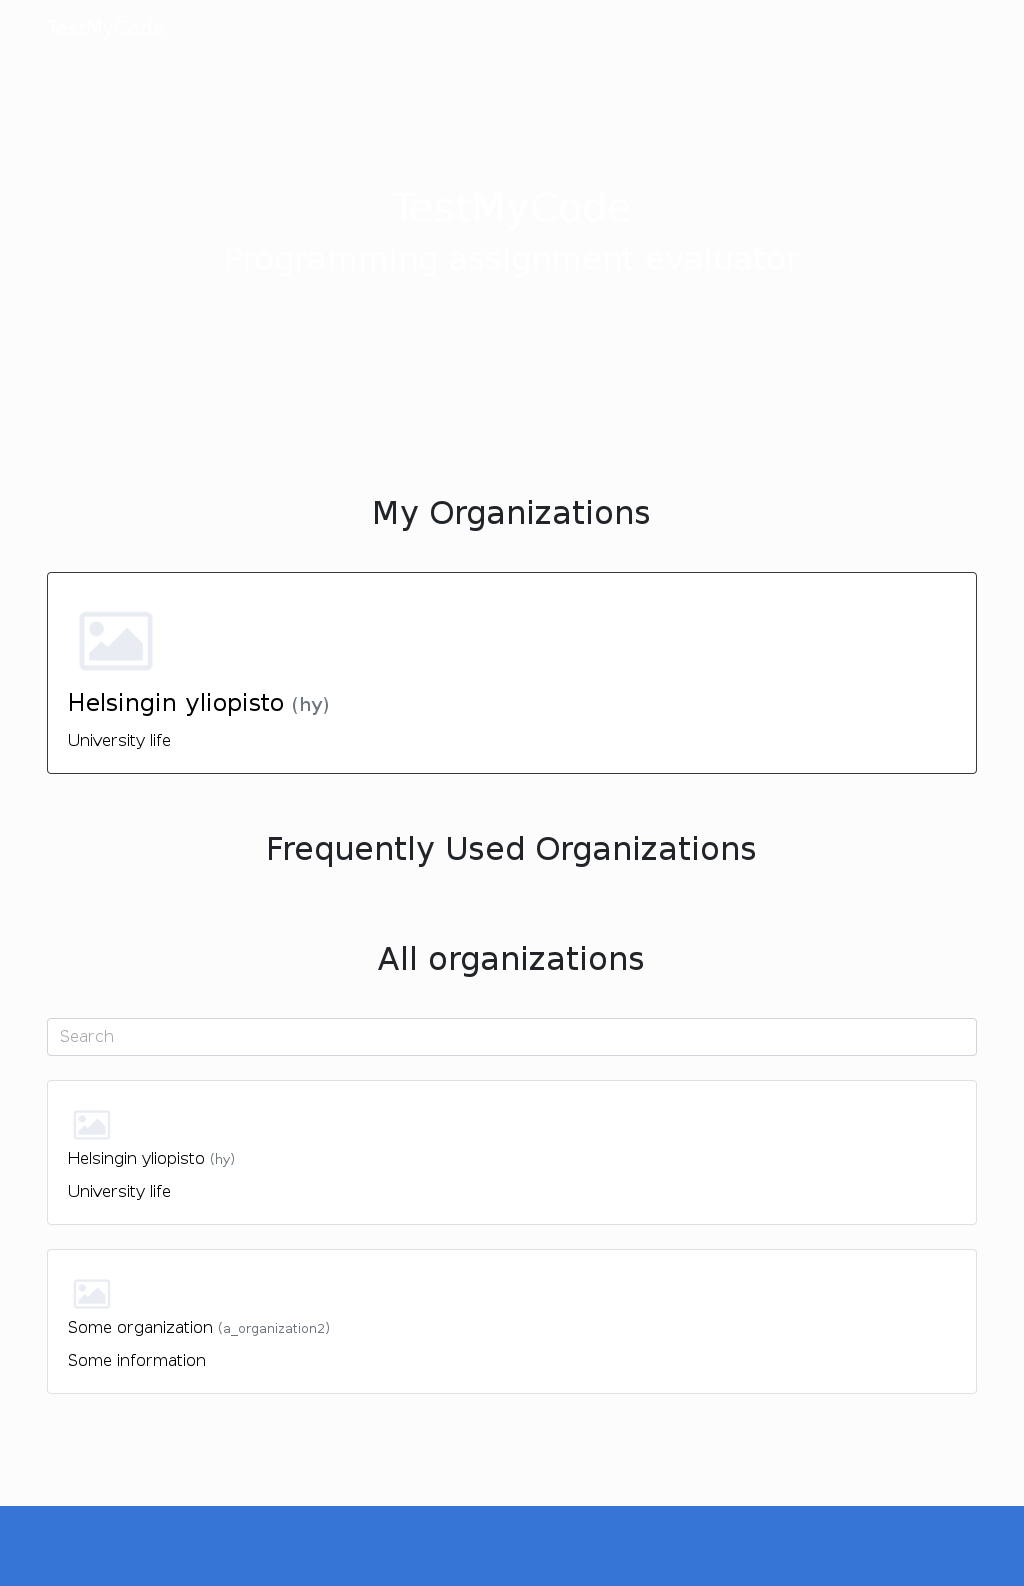 TestMyCode
TestMyCode
Programming assignment evaluator
My Organizations
Helsingin yliopisto (hy)
University life
Frequently Used Organizations
All organizations
Search
Helsingin yliopisto (hy)
University life
Some organization (a_organization2)
Some information